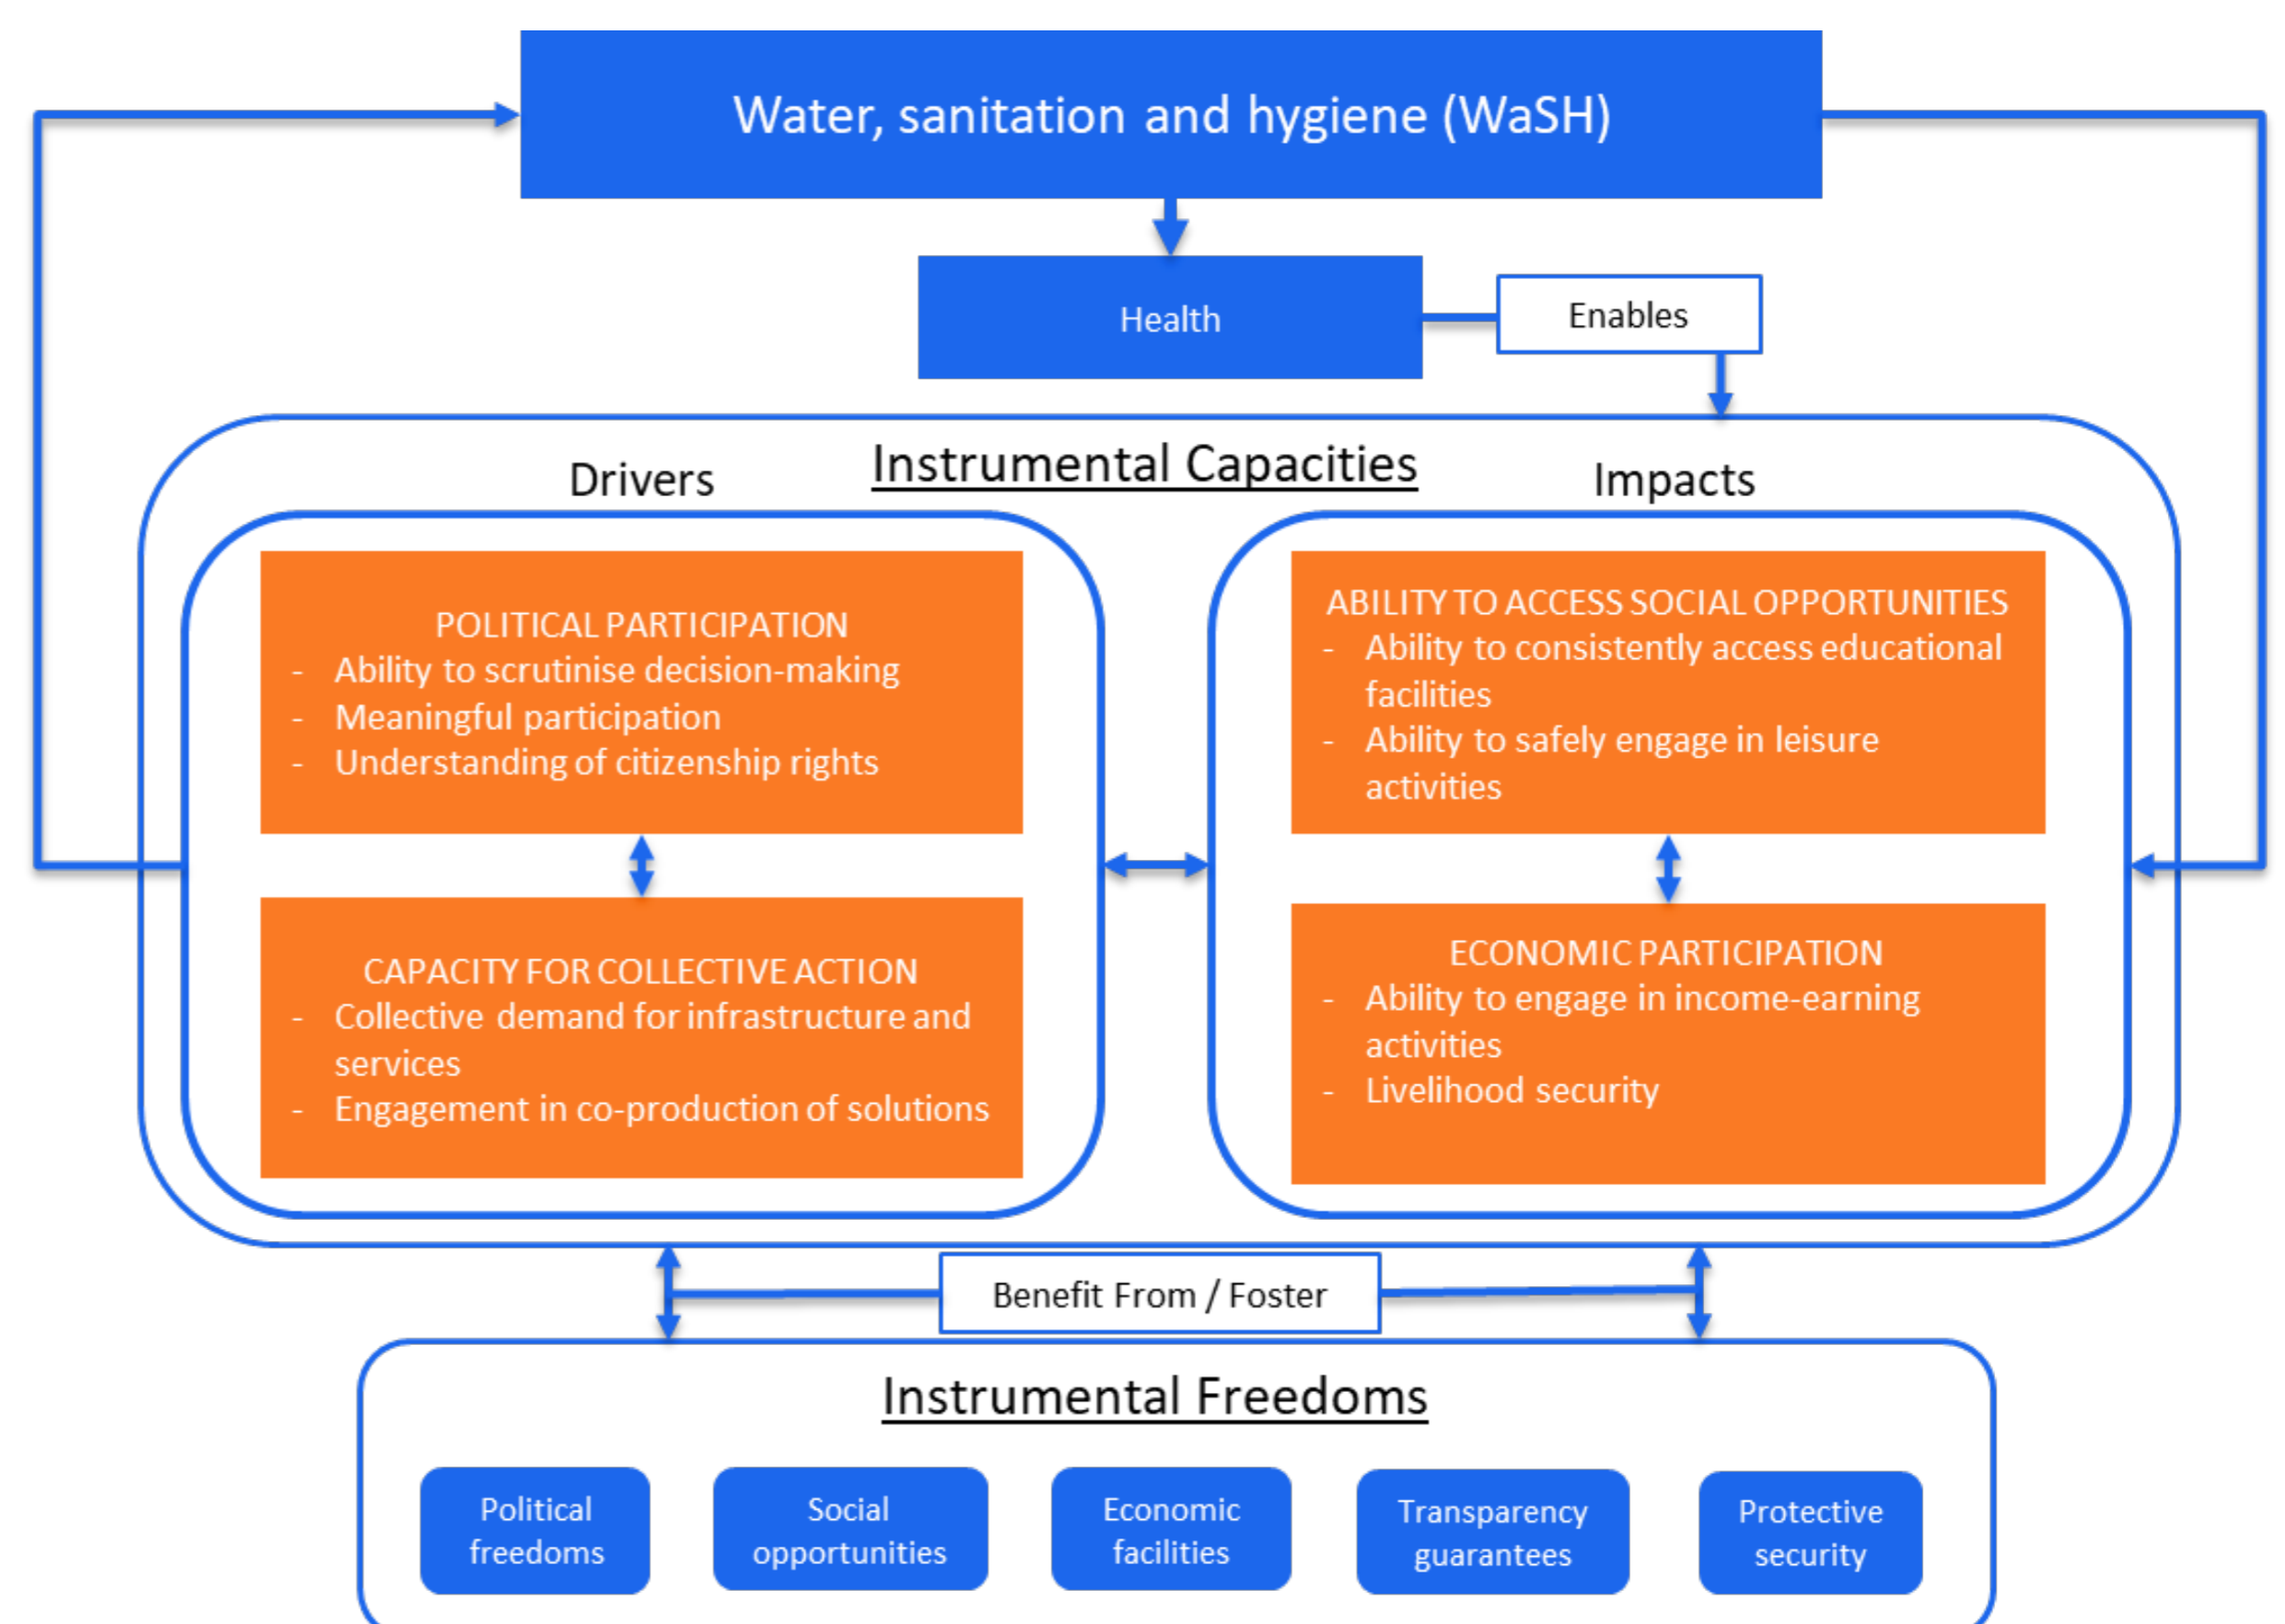 Water, sanitation and hygiene (WaSH)
Health
Enables
Instrumental Capacities
Drivers
Impacts
POLITICAL PARTICIPATION
- Ability to scrutinise decision-making
- Meaningful participation
- Understanding of citizenship rights
CAPACITY FOR COLLECTIVE ACTION
- Collective demand for infrastructure and
services
- Engagement in co-production of solutions
ABILITY TO ACCESS SOCIAL OPPORTUNITIES
- Ability to consistently access educational
facilities
- Ability to safely engage in leisure
activities
ECONOMIC PARTICIPATION
- Ability to engage in income-earning
activities
- Livelihood security
Benefit From / Foster
Instrumental Freedoms
Political
freedoms
Social
opportunities
Economic
facilities
Transparency
guarantees
Protective
security